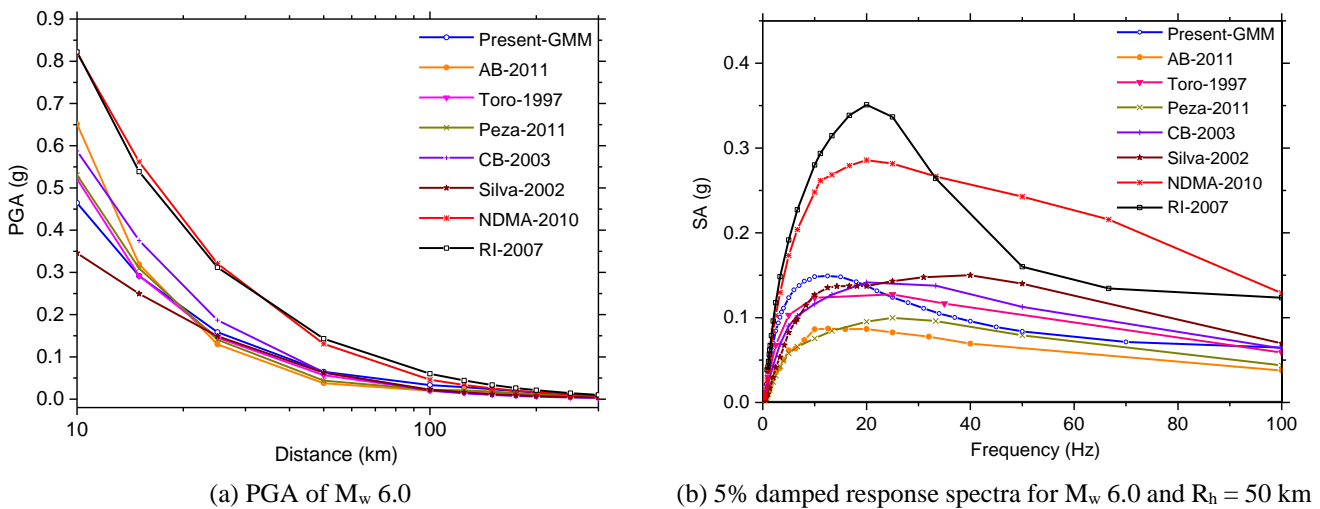 0.9
0.8
0.7
0.6
0.5
0.4
0.3
0.2
0.1
0.0
PGA (g)
10
100
Distance (km)
Present-GMM
AB-2011
Toro-1997
Peza-2011
CB-2003
Silva-2002
NDMA-2010
RI-2007
(a) PGA of Mw 6.0
0.4
0.3
0.2
0.1
0.0
SA (g)
0 20 40 60 80 100
Frequency (Hz)
Present-GMM
AB-2011
Toro-1997
Peza-2011
CB-2003
Silva-2002
NDMA-2010
RI-2007
(b) 5% damped response spectra for Mw 6.0 and Rh = 50 km